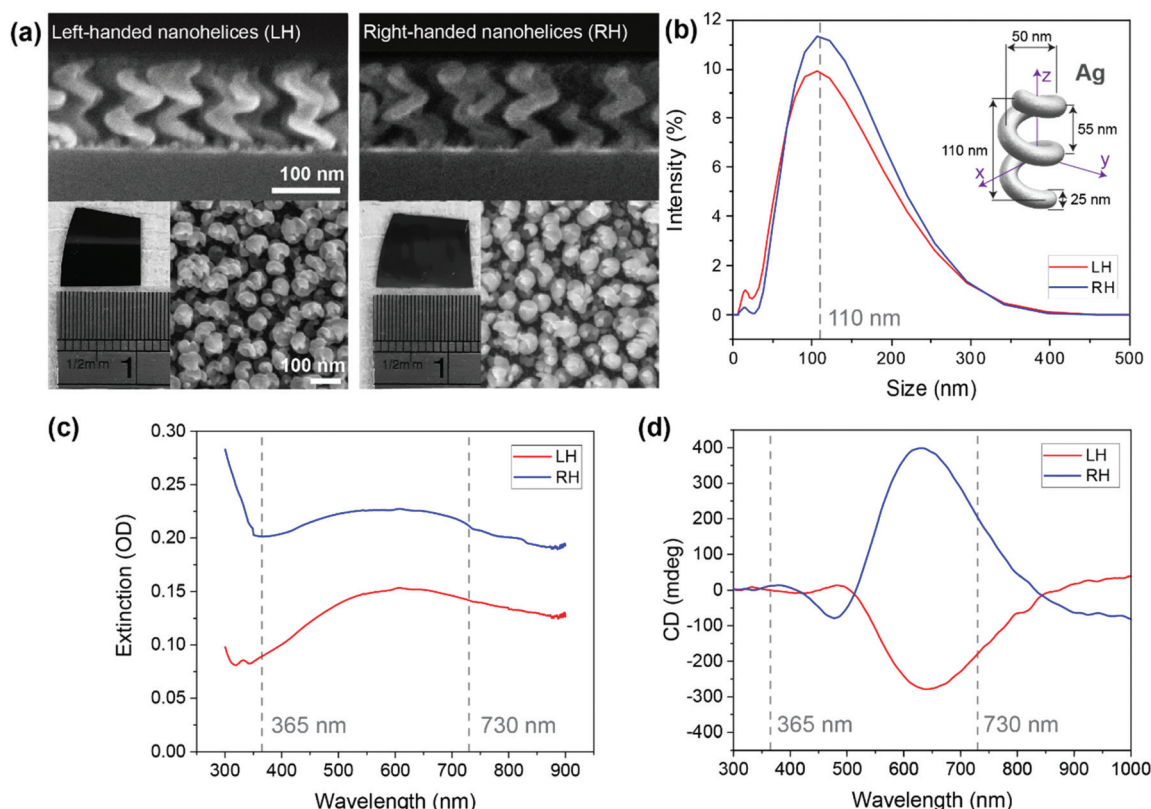 (a)
Left-handed nanohelices (LH)
Right-handed nanohelices (RH)
100 nm
1/2mm
1
100 nm
1/2mm
1
(b)
12
10
8
6
4
2
0
Intensity (%)
0
100
200
300
400
500
Size (nm)
110 nm
LH
RH
50 nm
Ag
z
55 nm
110 nm
x
y
25 nm
(c)
0.30
0.25
0.20
0.15
0.10
0.05
0.00
Extinction (OD)
LH
RH
365 nm
730 nm
300
400
500
600
700
800
900
Wavelength (nm)
(d)
400
300
200
100
0
-100
-200
-300
-400
CD (mdeg)
LH
RH
365 nm
730 nm
300
400
500
600
700
800
900
1000
Wavelength (nm)